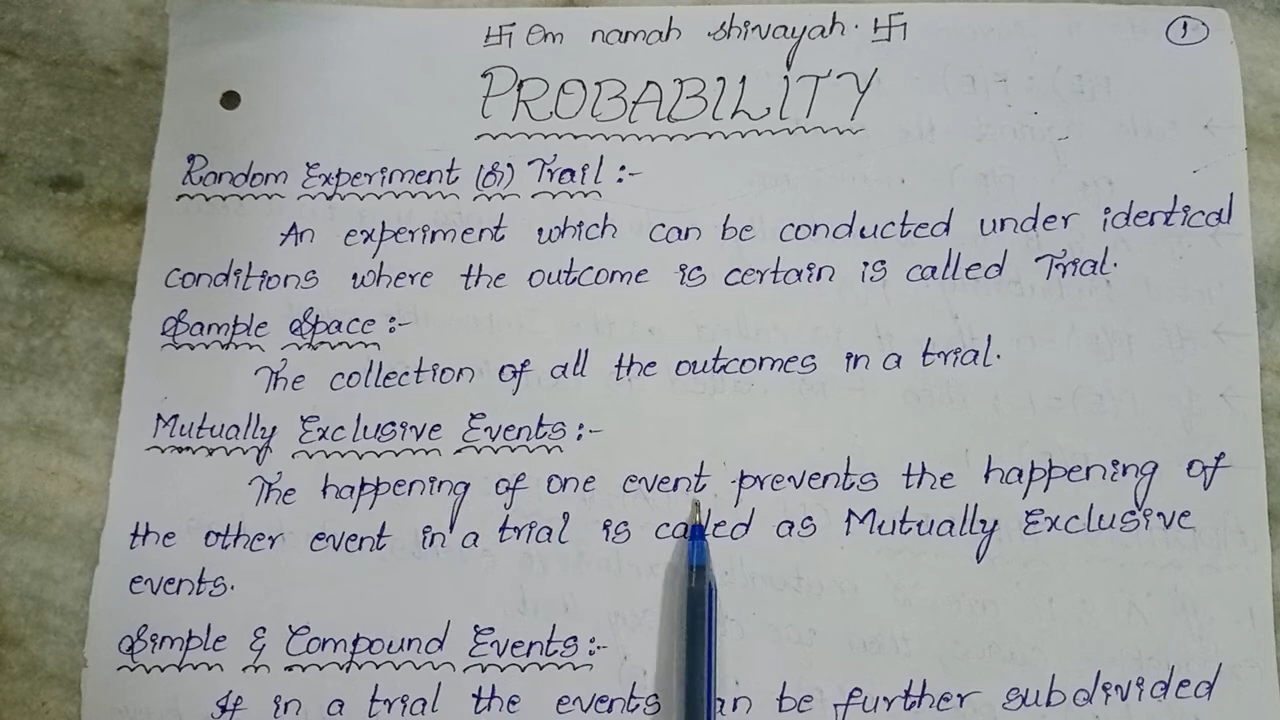 卐 Om namah shivayah. 卐
1
PROBABILITY
Random Experiment (or) Trail :-
An experiment which can be conducted under identical
conditions where the outcome is certain is called Trial.
Sample Space :-
The collection of all the outcomes in a trial.
Mutually Exclusive Events :-
The happening of one event prevents the happening of
the other event in a trial is called as Mutually Exclusive
events.
Simple & Compound Events :-
If in a trial the events can be further subdivided